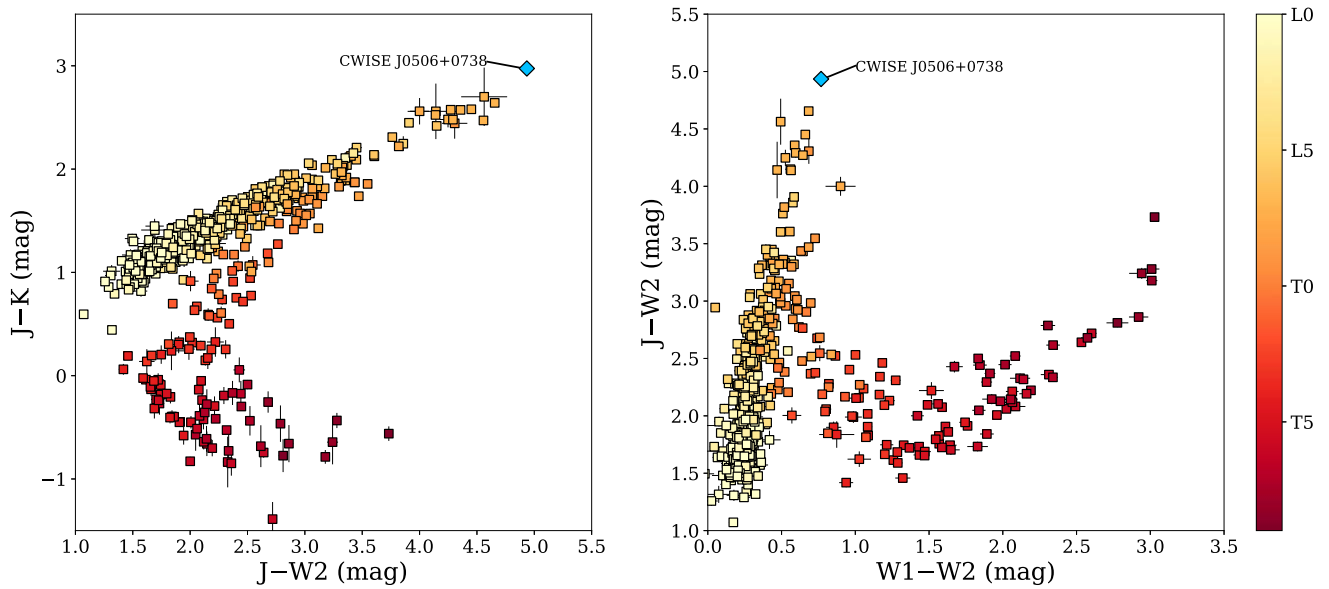 CWISE J0506+0738
3
2
1
0
−1
J−K (mag)
1.0 1.5 2.0 2.5 3.0 3.5 4.0 4.5 5.0 5.5
J−W2 (mag)
CWISE J0506+0738
5.5
5.0
4.5
4.0
3.5
3.0
2.5
2.0
1.5
1.0
J−W2 (mag)
0.0 0.5 1.0 1.5 2.0 2.5 3.0 3.5
W1−W2 (mag)
L0
L5
T0
T5